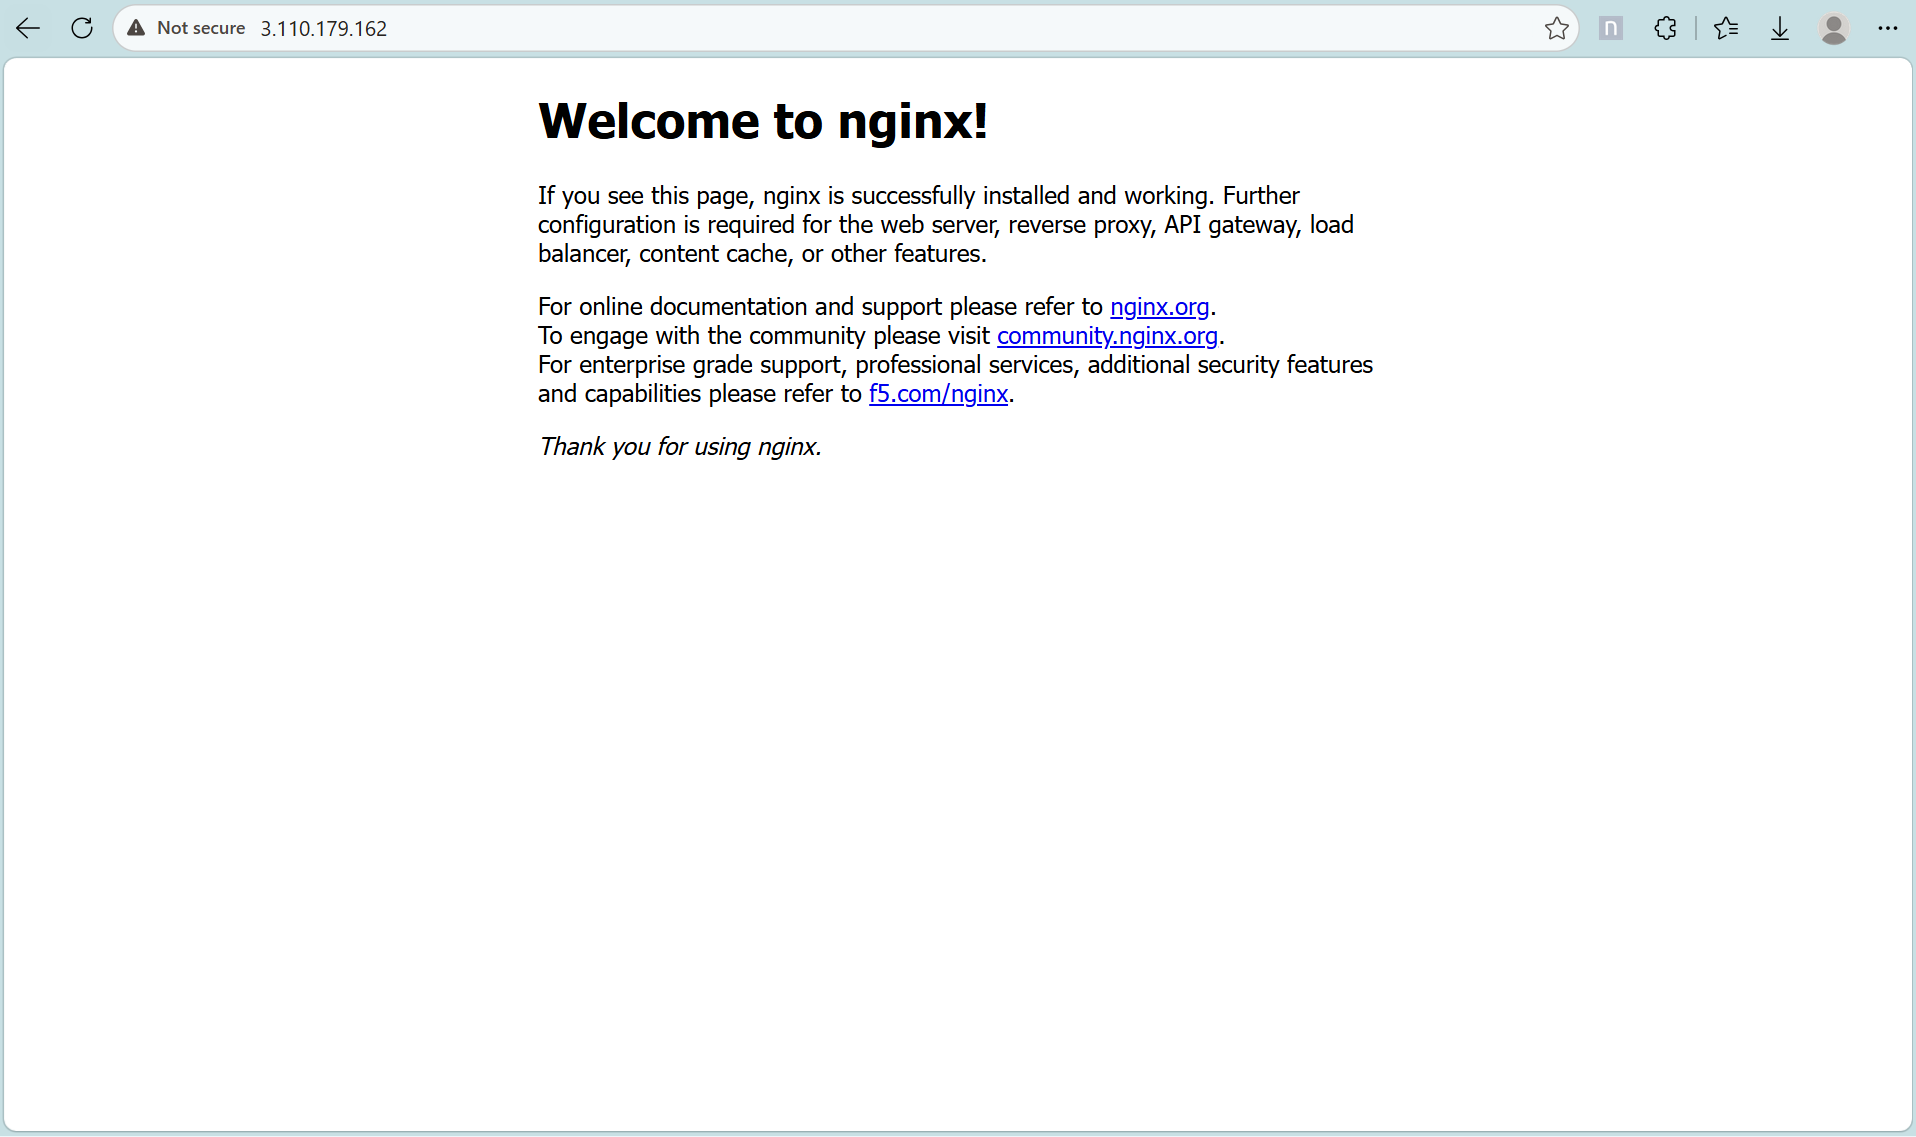 Not secure 3.110.179.162
n
Welcome to nginx!
If you see this page, nginx is successfully installed and working. Further
configuration is required for the web server, reverse proxy, API gateway, load
balancer, content cache, or other features.
For online documentation and support please refer to nginx.org.
To engage with the community please visit community.nginx.org.
For enterprise grade support, professional services, additional security features
and capabilities please refer to f5.com/nginx.
Thank you for using nginx.